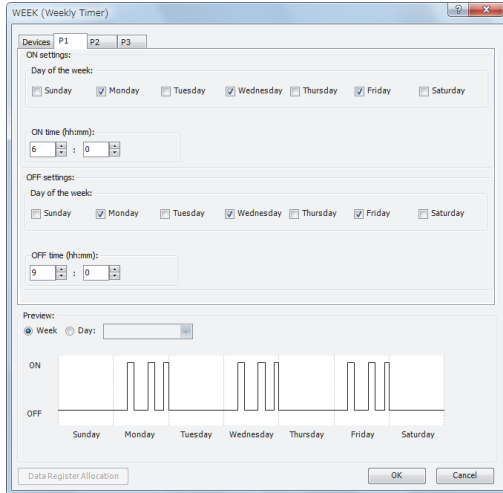 WEEK (Weekly Timer)
Devices P1 P2 P3
ON settings:
Day of the week:
Sunday Monday Tuesday Wednesday Thursday Friday Saturday
ON time (hh:mm):
6 : 0
OFF settings:
Day of the week:
Sunday Monday Tuesday Wednesday Thursday Friday Saturday
OFF time (hh:mm):
9 : 0
Preview:
Week Day:
ON
OFF
Sunday Monday Tuesday Wednesday Thursday Friday Saturday
Data Register Allocation OK Cancel